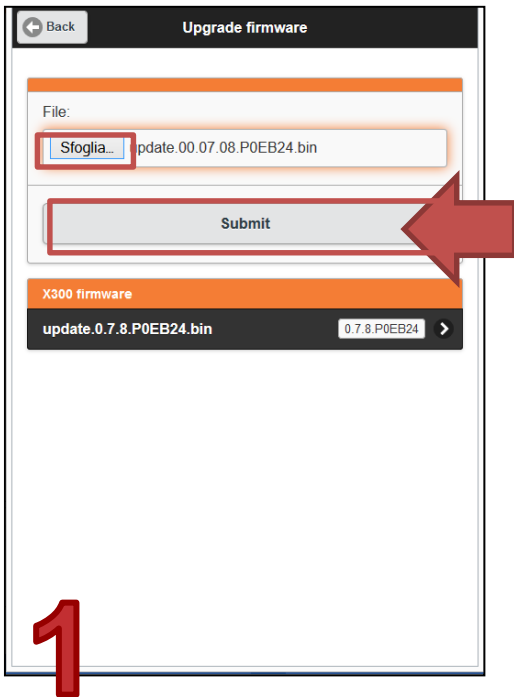 Back
Upgrade firmware
File:
Sfoglia... update.00.07.08.P0EB24.bin
Submit
X300 firmware
update.0.7.8.P0EB24.bin 0.7.8.P0EB24
1